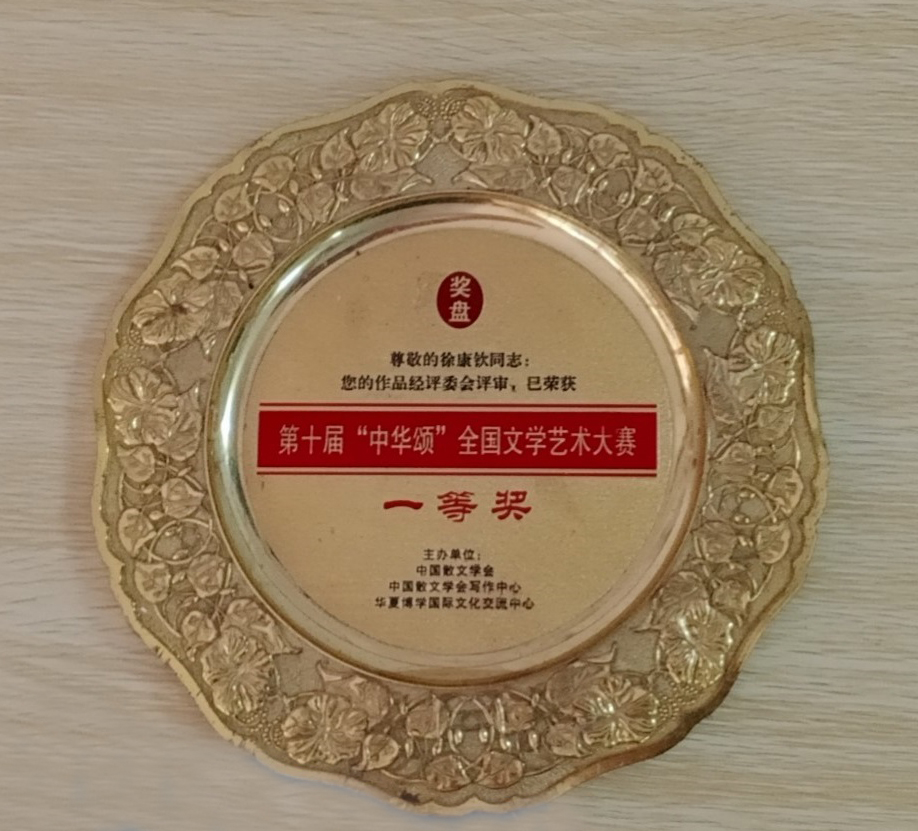 奖
盘
尊敬的徐康钦同志：
您的作品经评委会评审，已荣获
第十届“中华颂”全国文学艺术大赛
一等奖
主办单位：
中国散文学会
中国散文学会写作中心
华夏博学国际文化交流中心